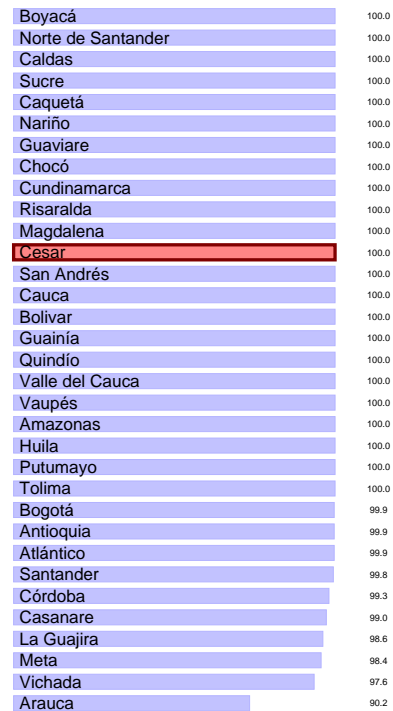 Boyacá 100.0
Norte de Santander 100.0
Caldas 100.0
Sucre 100.0
Caquetá 100.0
Nariño 100.0
Guaviare 100.0
Chocó 100.0
Cundinamarca 100.0
Risaralda 100.0
Magdalena 100.0
Cesar 100.0
San Andrés 100.0
Cauca 100.0
Bolivar 100.0
Guainía 100.0
Quindío 100.0
Valle del Cauca 100.0
Vaupés 100.0
Amazonas 100.0
Huila 100.0
Putumayo 100.0
Tolima 100.0
Bogotá 99.9
Antioquia 99.9
Atlántico 99.9
Santander 99.8
Córdoba 99.3
Casanare 99.0
La Guajira 98.6
Meta 98.4
Vichada 97.6
Arauca 90.2